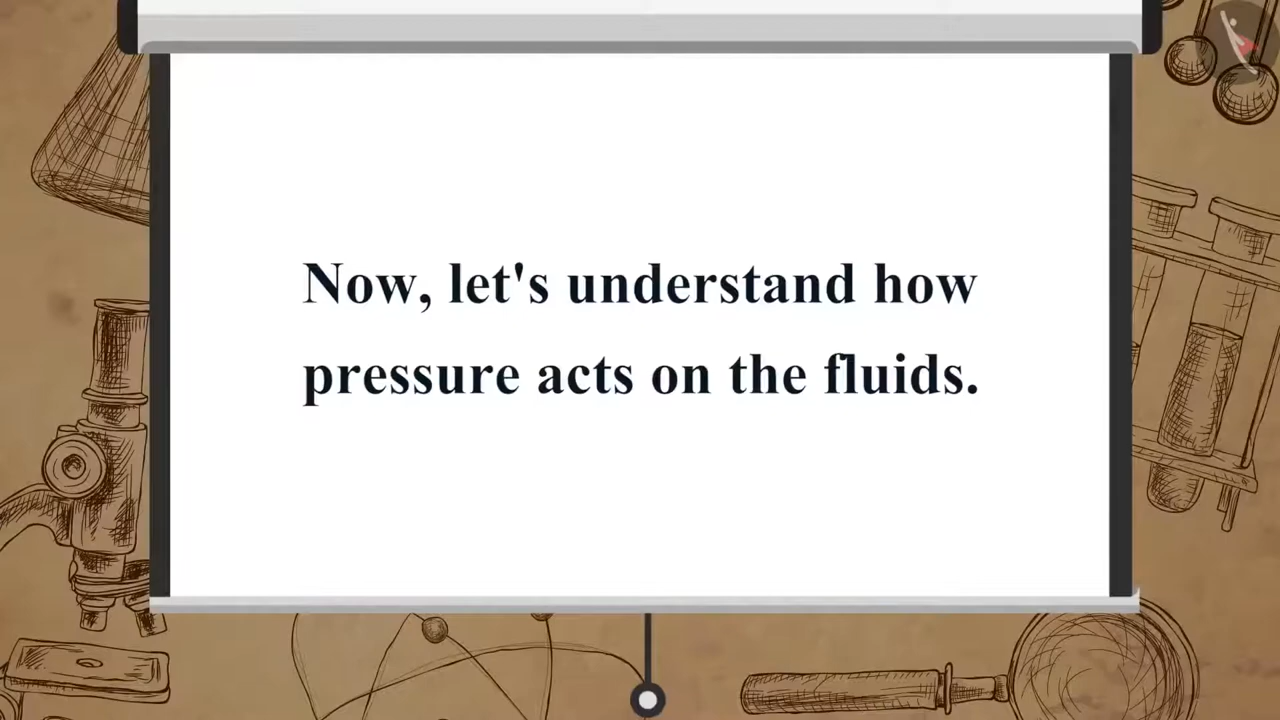 Now, let's understand how
pressure acts on the fluids.